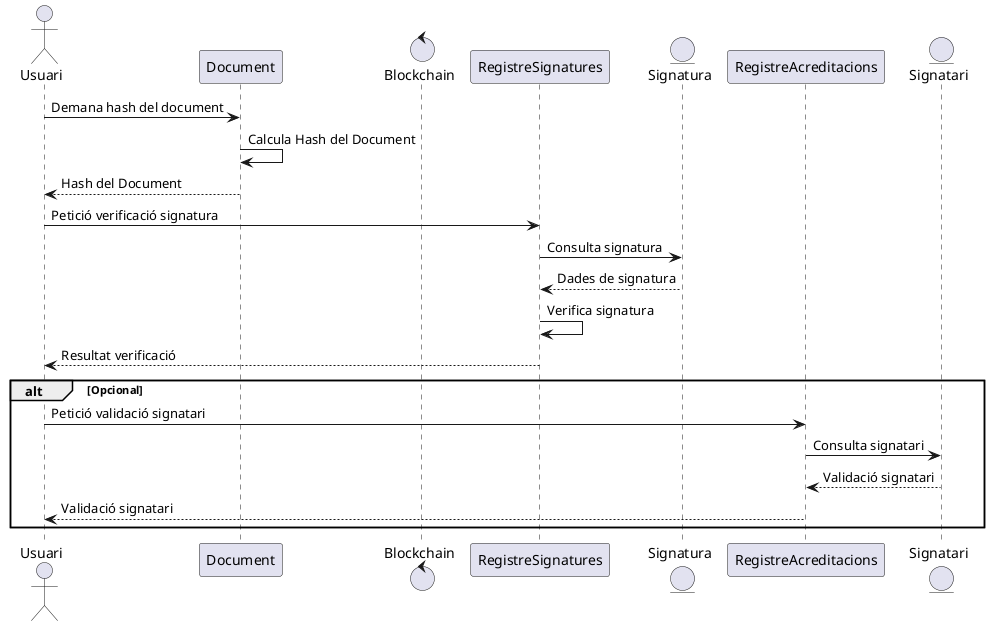 Usuari
Document
Blockchain
RegistreSignatures
Signatura
RegistreAcreditacions
Signatari
Demana hash del document
Calcula Hash del Document
Hash del Document
Petició verificació signatura
Consulta signatura
Dades de signatura
Verifica signatura
Resultat verificació
alt [Opcional]
Petició validació signatari
Consulta signatari
Validació signatari
Validació signatari
Usuari
Document
Blockchain
RegistreSignatures
Signatura
RegistreAcreditacions
Signatari